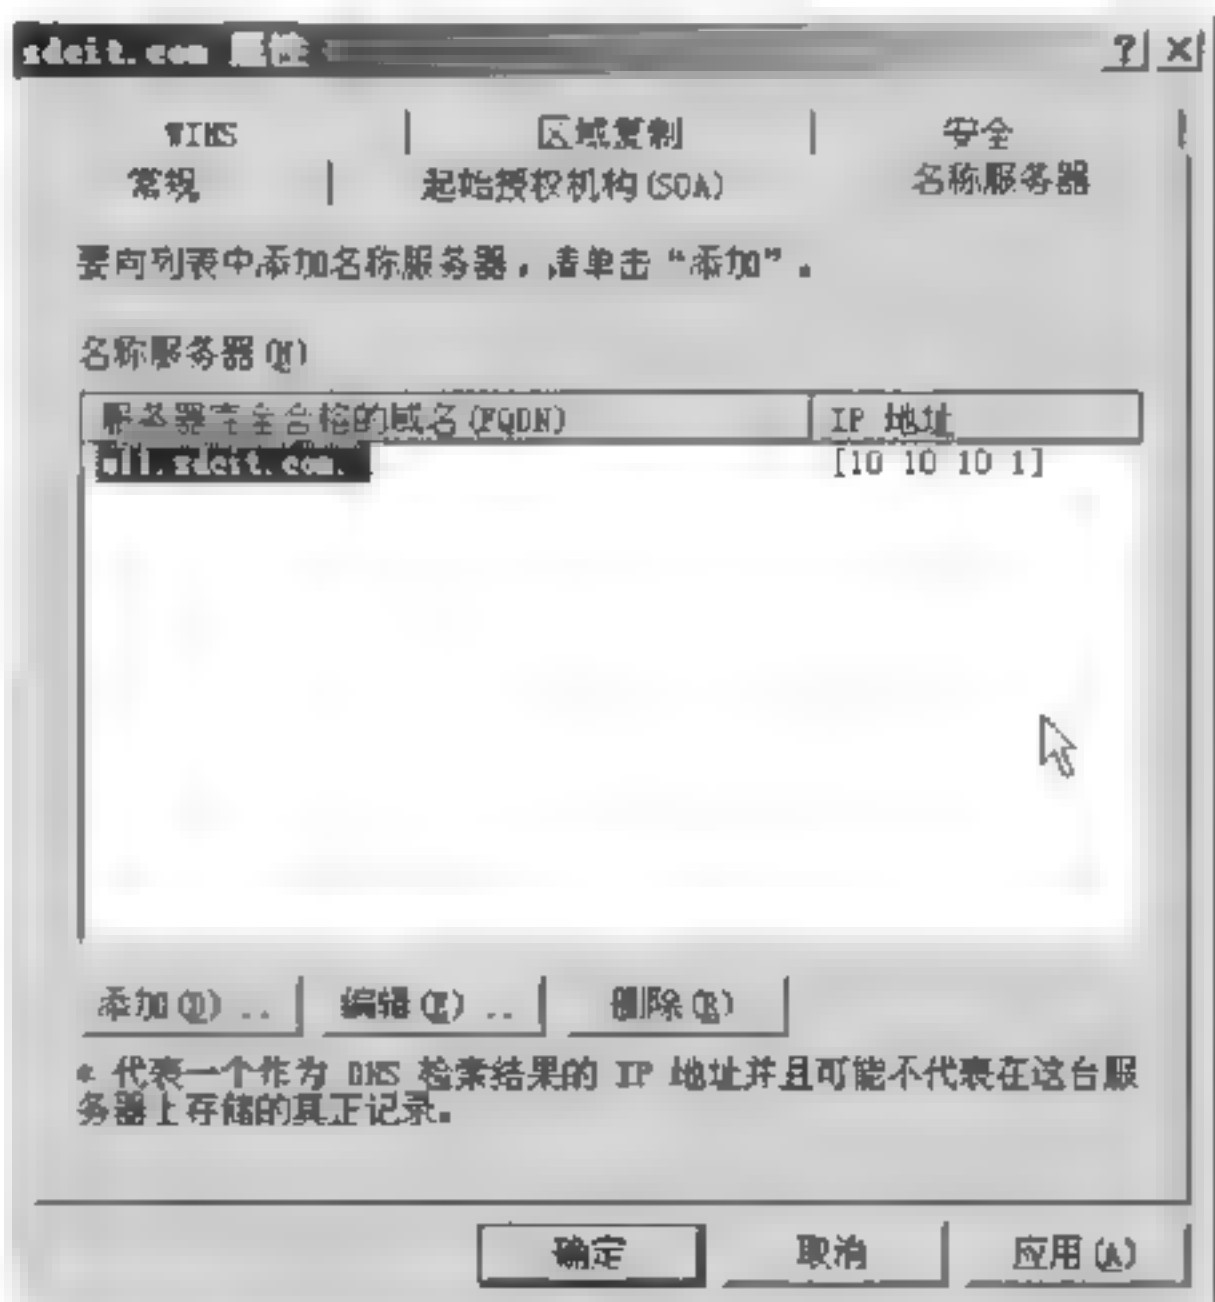 sdcit.com 属性
? ×
WINS 区域复制 安全
常规 起始授权机构(SOA) 名称服务器
要向列表中添加名称服务器，请单击“添加”。
名称服务器(N)
服务器完全合格的域名(FQDN) IP 地址
.sdcit.com. [10 10 10 1]
添加(D).. 编辑(E).. 删除(R)
* 代表一个作为 DNS 检索结果的 IP 地址并且可能不代表在这台服
务器上存储的真正记录。
确定 取消 应用(A)